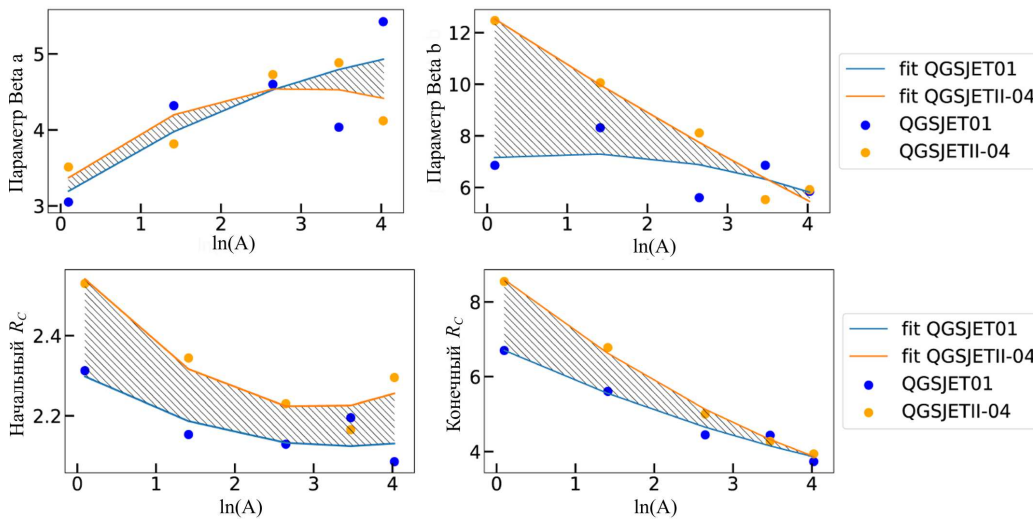 Параметр Beta a
5
4
3
0 1 2 3 4
ln(A)
Параметр Beta b
12
10
8
6
0 1 2 3 4
ln(A)
fit QGSJET01
fit QGSJETII-04
QGSJET01
QGSJETII-04
Начальный R_C
2.4
2.2
0 1 2 3 4
ln(A)
Конечный R_C
8
6
4
0 1 2 3 4
ln(A)
fit QGSJET01
fit QGSJETII-04
QGSJET01
QGSJETII-04